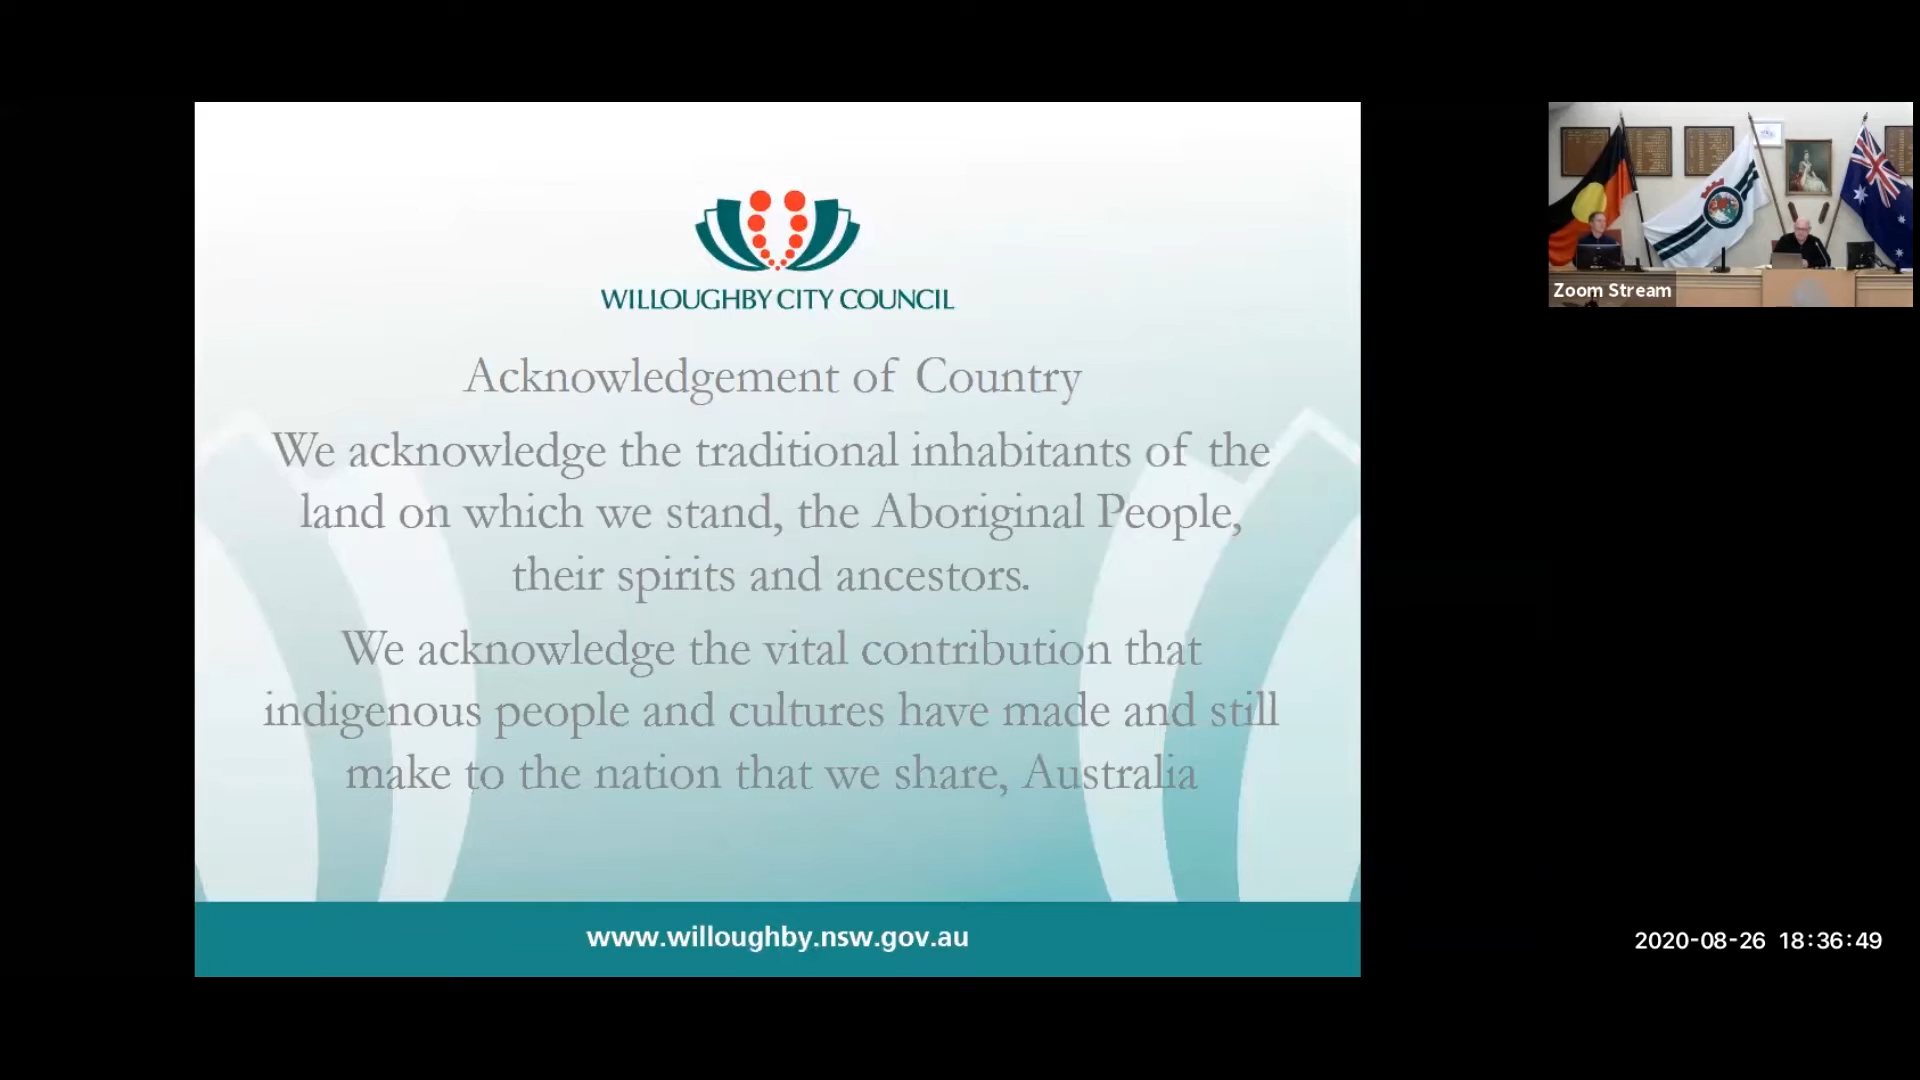 WILLOUGHBY CITY COUNCIL
Acknowledgement of Country
We acknowledge the traditional inhabitants of the
land on which we stand, the Aboriginal People,
their spirits and ancestors.
We acknowledge the vital contribution that
indigenous people and cultures have made and still
make to the nation that we share, Australia
www.willoughby.nsw.gov.au
Zoom Stream
2020-08-26 18:36:49